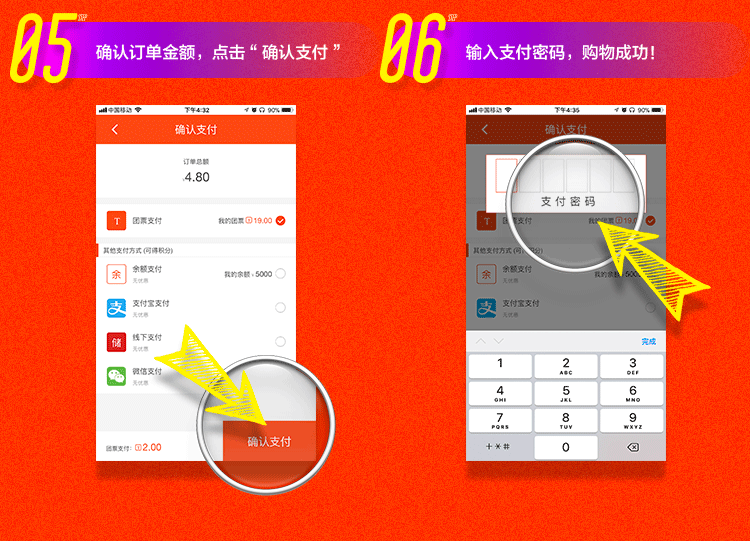 05
确认订单金额，点击“确认支付”
中国移动
下午4:32
90%
确认支付
订单总额
4.80
T
团票支付
我的团票 19.00
其他支付方式 (可得积分)
余
余额支付
无优惠
我的余额 5000
支
支付宝支付
无优惠
储
线下支付
无优惠
微信支付
无优惠
团票支付: 2.00
确认支付
06
输入支付密码，购物成功！
中国移动
下午4:35
90%
确认支付
支付密码
T
团票支付
我的团票 19.0
其他支付方式 (可得积分)
余
余额支付
无优惠
我的余额 500
支
支付宝支付
无优惠
完成
1
2
ABC
3
DEF
4
GHI
5
JKL
6
MNO
7
PQRS
8
TUV
9
WXYZ
+*#
0